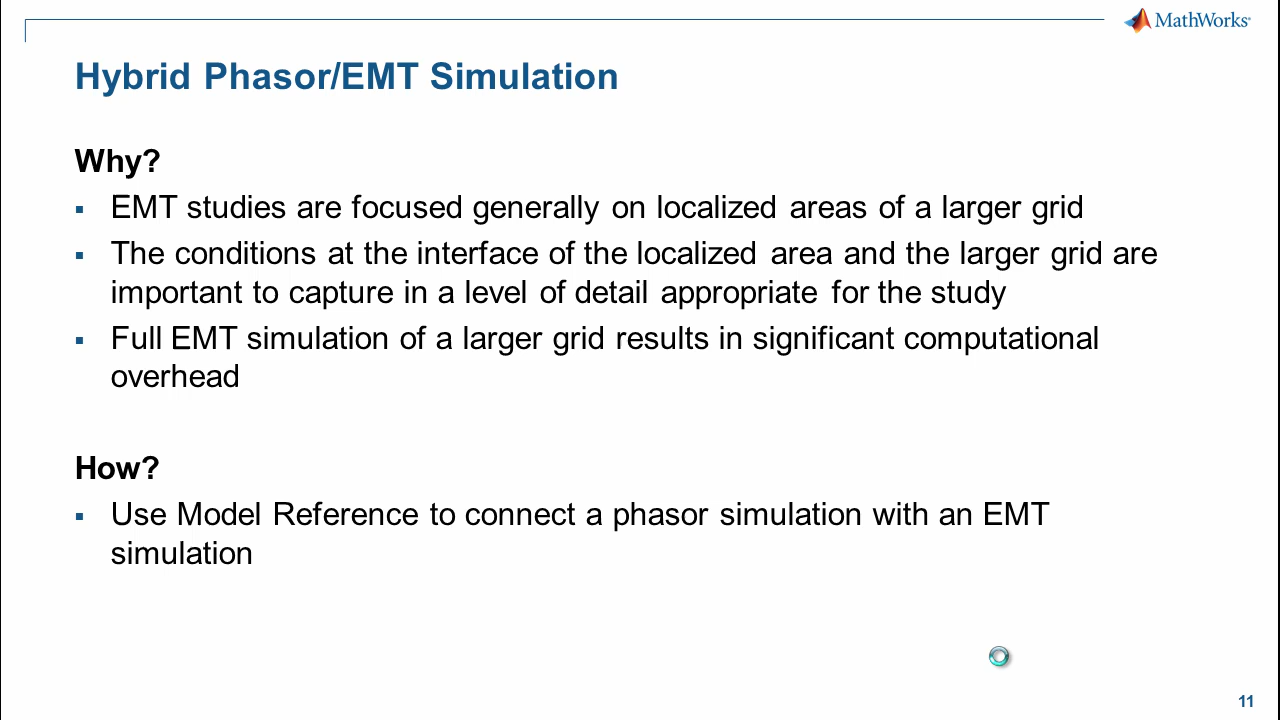 MathWorks®
Hybrid Phasor/EMT Simulation
Why?
▪ EMT studies are focused generally on localized areas of a larger grid
▪ The conditions at the interface of the localized area and the larger grid are
important to capture in a level of detail appropriate for the study
▪ Full EMT simulation of a larger grid results in significant computational
overhead
How?
▪ Use Model Reference to connect a phasor simulation with an EMT
simulation
11